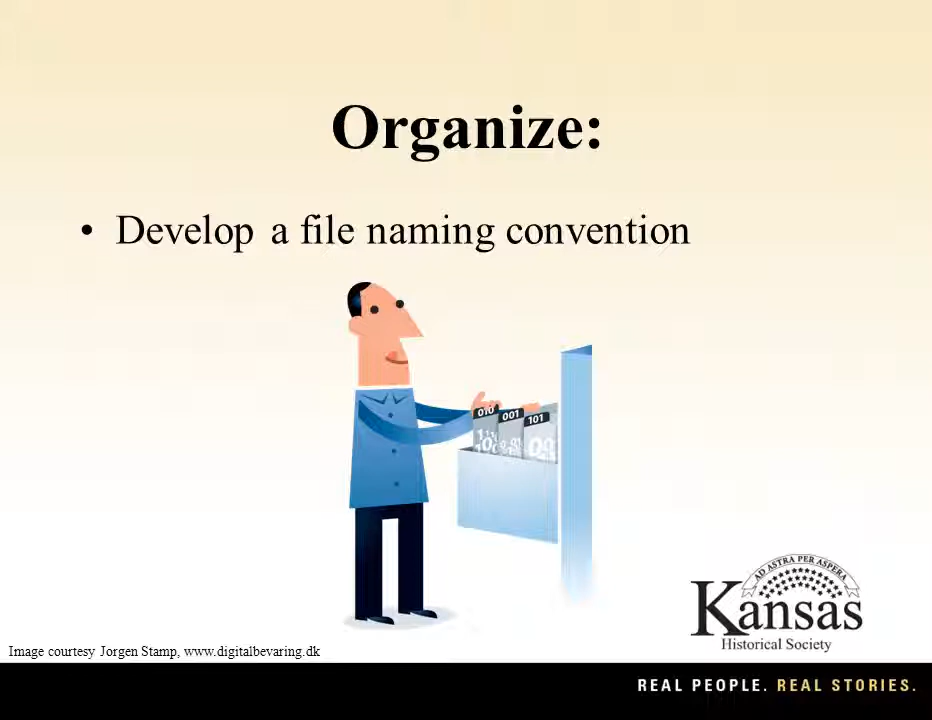 Organize:
• Develop a file naming convention
010 001 101
AD ASTRA PER ASPERA
Kansas
Historical Society
Image courtesy Jorgen Stamp, www.digitalbevaring.dk
REAL PEOPLE. REAL STORIES.